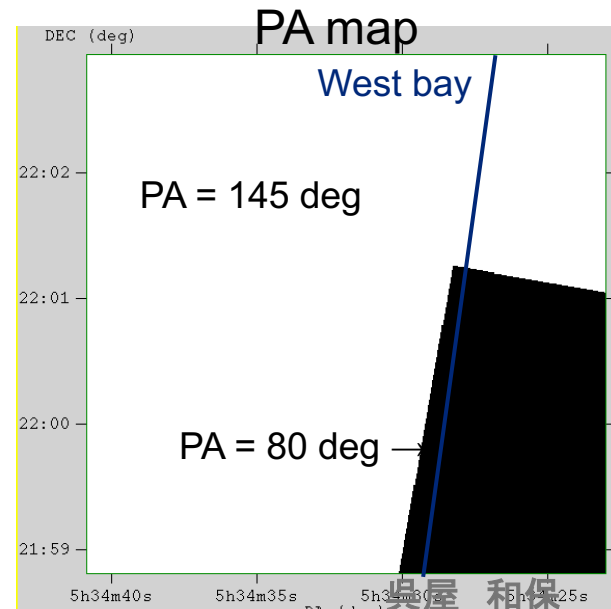 PA map
DEC (deg)
West bay
22:02
PA = 145 deg
22:01
22:00
PA = 80 deg
21:59
5h34m40s 5h34m35s 5h34m30s 5h34m25s
呉屋 和保